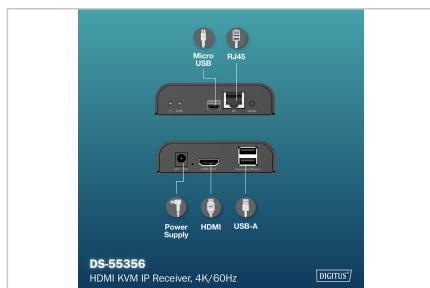 Micro
USB
RJ45
Power
Supply
HDMI
USB-A
DS-55356
HDMI KVM IP Receiver, 4K/60Hz
DIGITUS